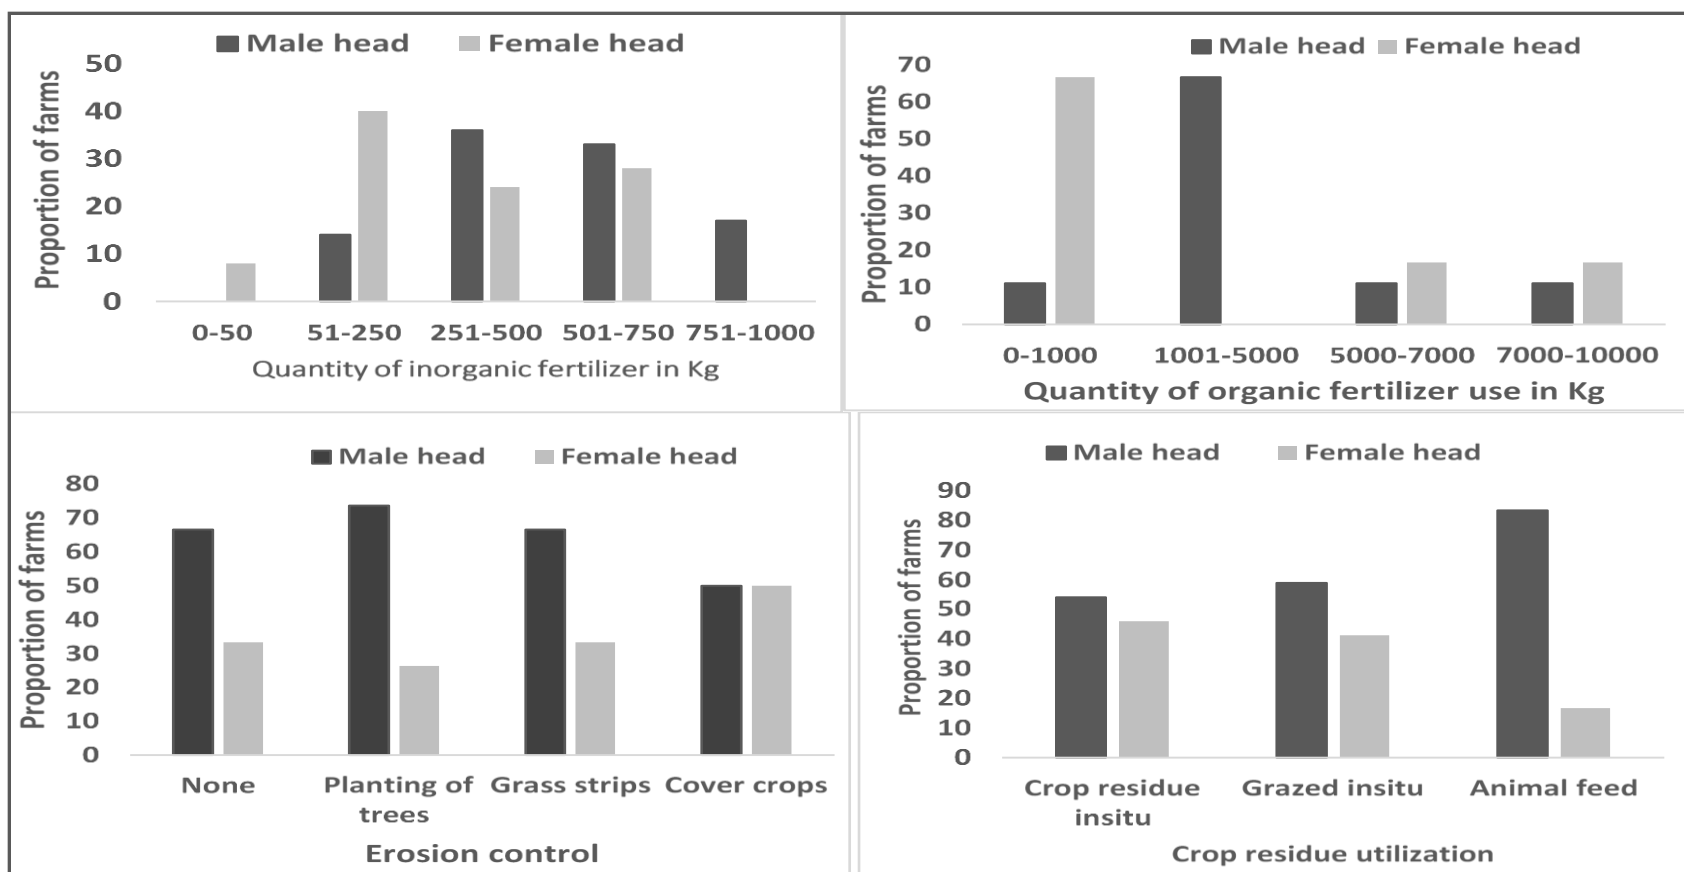 Male head Female head
Proportion of farms
50
40
30
20
10
0
0-50 51-250 251-500 501-750 751-1000
Quantity of inorganic fertilizer in Kg
Male head Female head
Proportion of farms
70
60
50
40
30
20
10
0
0-1000 1001-5000 5000-7000 7000-10000
Quantity of organic fertilizer use in Kg
Male head Female head
Proportion of farms
80
70
60
50
40
30
20
10
0
None Planting of Grass strips Cover crops
trees
Erosion control
Male head Female head
Proportion of farms
90
80
70
60
50
40
30
20
10
0
Crop residue Grazed insitu Animal feed
insitu
Crop residue utilization